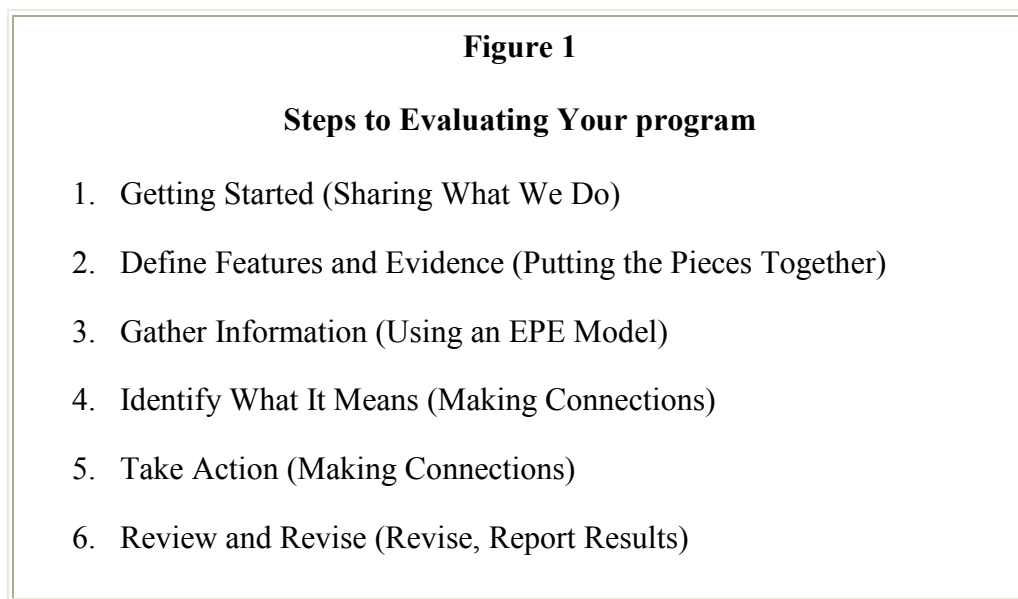 Figure 1
Steps to Evaluating Your program
1. Getting Started (Sharing What We Do)
2. Define Features and Evidence (Putting the Pieces Together)
3. Gather Information (Using an EPE Model)
4. Identify What It Means (Making Connections)
5. Take Action (Making Connections)
6. Review and Revise (Revise, Report Results)